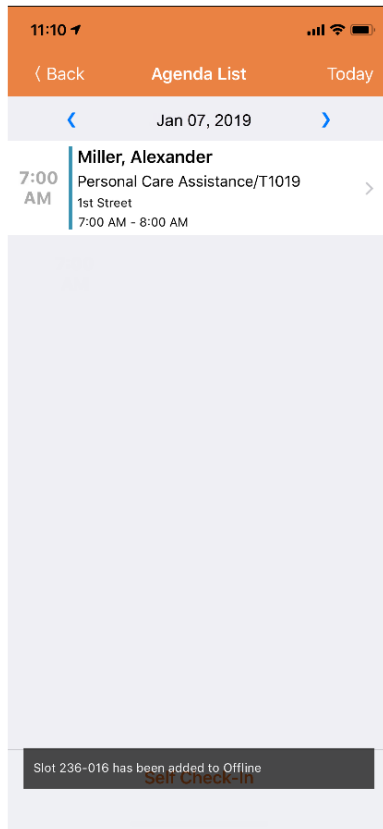 11:10
Back Agenda List Today
Jan 07, 2019
7:00 AM
Miller, Alexander
Personal Care Assistance/T1019
1st Street
7:00 AM - 8:00 AM
Slot 236-016 has been added to Offline
Self Check-In